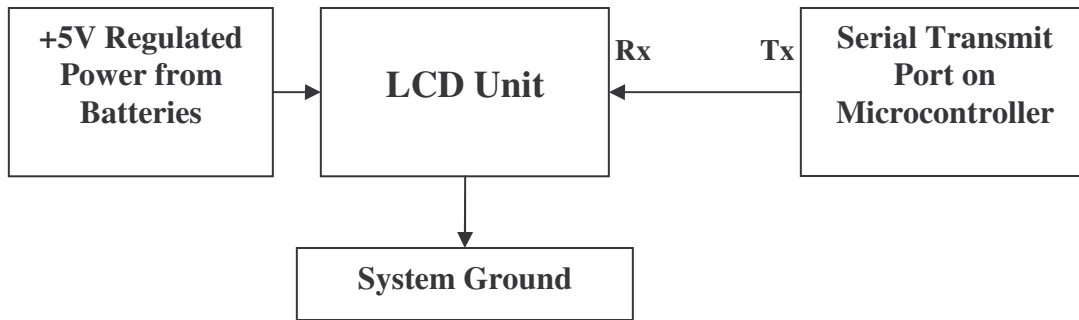 +5V Regulated
Power from
Batteries
LCD Unit
Rx
Tx
Serial Transmit
Port on
Microcontroller
System Ground